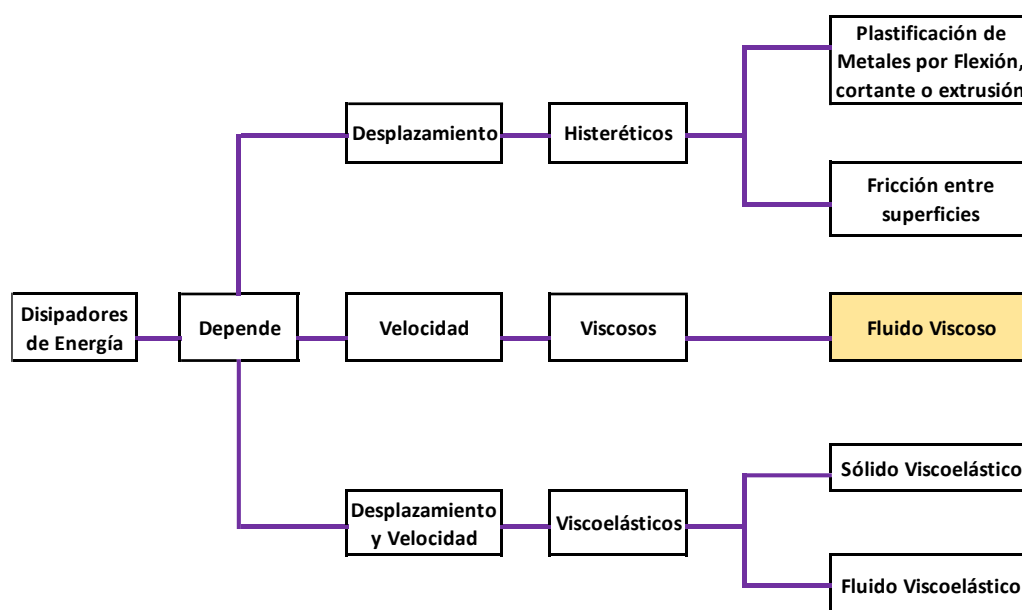 Plastificación de
Metales por Flexión,
cortante o extrusión
Desplazamiento
Histeréticos
Fricción entre
superficies
Disipadores
de Energía
Depende
Velocidad
Viscosos
Fluido Viscoso
Sólido Viscoelástico
Desplazamiento
y Velocidad
Viscoelásticos
Fluido Viscoelástico